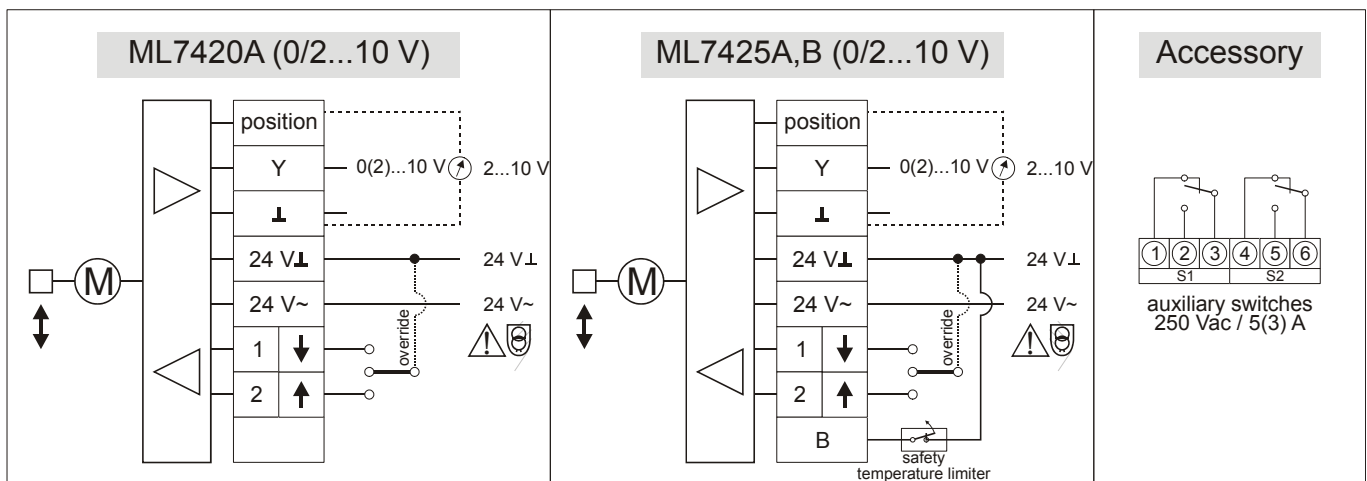 ML7420A (0/2...10 V)
position
Y
0(2)...10 V
2...10 V
⊥
24 V⊥
24 V⊥
24 V~
24 V~
1
override
2
M
ML7425A,B (0/2...10 V)
position
Y
0(2)...10 V
2...10 V
⊥
24 V⊥
24 V⊥
24 V~
24 V~
1
override
2
B
M
safety
temperature limiter
Accessory
1 2 3 4 5 6
S1 S2
auxiliary switches
250 Vac / 5(3) A